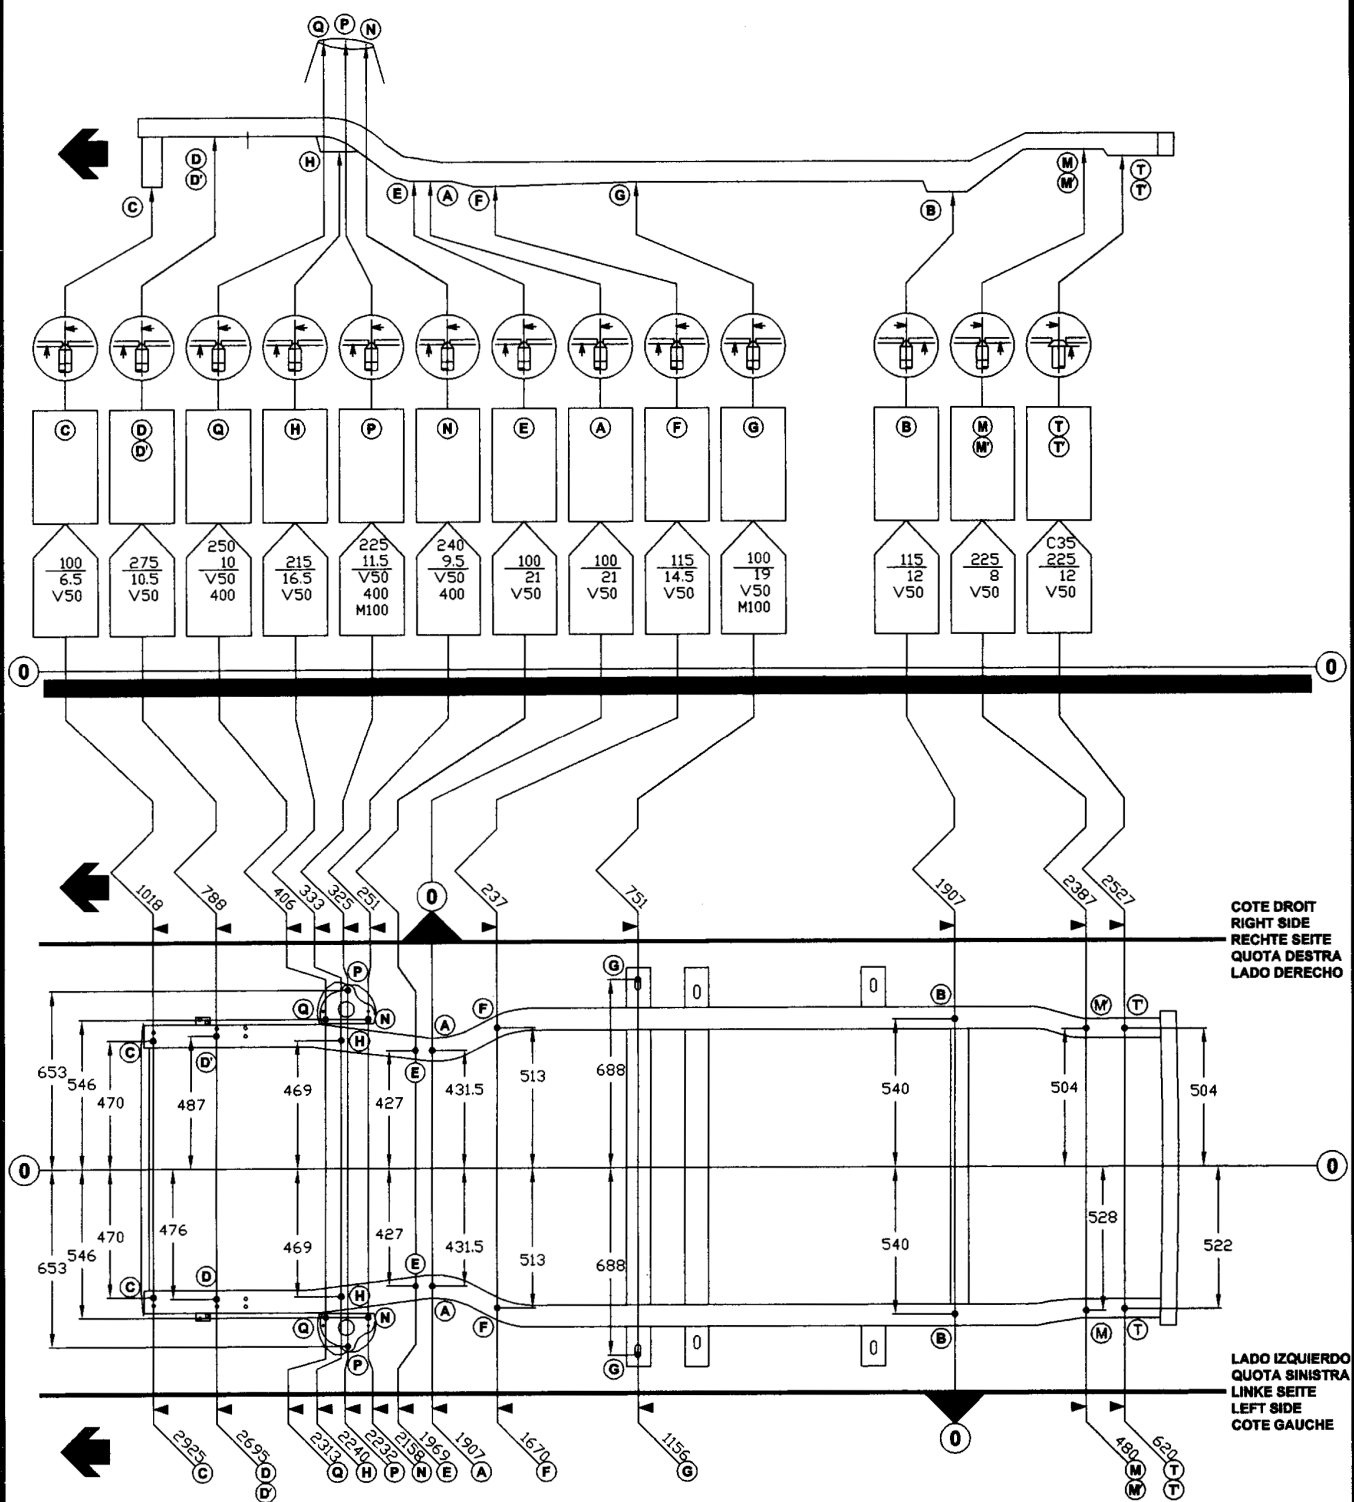 Q P N
D
D'
H
C
E A F G
B
M
M'
T
T'
C D Q H P N E A F G B M T
D' M' T'
100
6.5
V50
275
10.5
V50
250
10
V50
400
215
16.5
V50
225
11.5
V50
400
M100
240
9.5
V50
400
100
21
V50
100
21
V50
115
14.5
V50
100
19
V50
M100
115
12
V50
225
8
V50
C35
225
12
V50
0 0
1018 788 406 333 325 251 0 237 751 1907 2387 2527
COTE DROIT
RIGHT SIDE
RECHTE SEITE
QUOTA DESTRA
LADO DERECHO
P G
Q N A F B M' T'
C D' H E
653 546 470 487 469 427 431.5 513 688 540 504 504
0 0
653 546 470 476 469 427 431.5 513 688 540 528 522
C D H E
Q N A F B M T
P G
LADO IZQUIERDO
QUOTA SINISTRA
LINKE SEITE
LEFT SIDE
COTE GAUCHE
0
2925 2695 2313 2240 2232 2158 1969 1907 1670 1156 480 620
C D Q H P N E A F G M T
D' M' T'